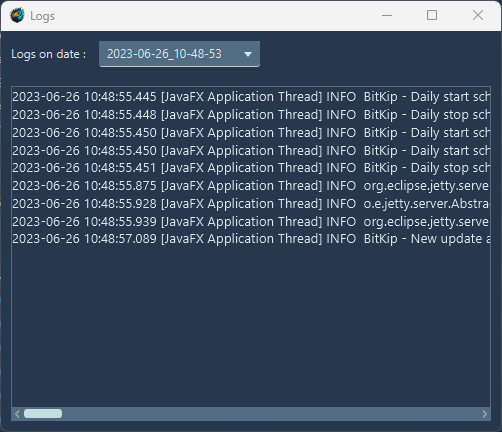 Logs
Logs on date : 2023-06-26_10-48-53
2023-06-26 10:48:55.445 [JavaFX Application Thread] INFO BitKip - Daily start sch
2023-06-26 10:48:55.448 [JavaFX Application Thread] INFO BitKip - Daily stop sch
2023-06-26 10:48:55.450 [JavaFX Application Thread] INFO BitKip - Daily start sch
2023-06-26 10:48:55.450 [JavaFX Application Thread] INFO BitKip - Daily start sch
2023-06-26 10:48:55.451 [JavaFX Application Thread] INFO BitKip - Daily stop sch
2023-06-26 10:48:55.875 [JavaFX Application Thread] INFO org.eclipse.jetty.serve
2023-06-26 10:48:55.928 [JavaFX Application Thread] INFO o.e.jetty.server.Abstra
2023-06-26 10:48:55.939 [JavaFX Application Thread] INFO org.eclipse.jetty.serve
2023-06-26 10:48:57.089 [JavaFX Application Thread] INFO BitKip - New update a